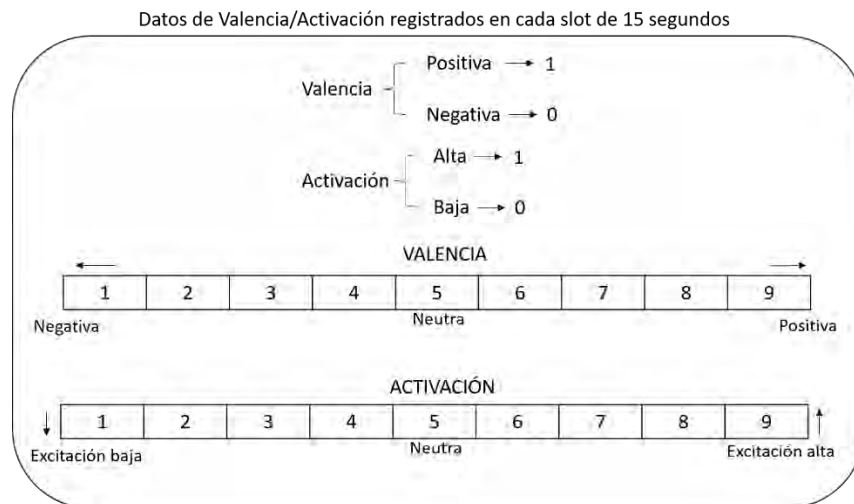 Datos de Valencia/Activación registrados en cada slot de 15 segundos
Valencia
Positiva → 1
Negativa → 0
Activación
Alta → 1
Baja → 0
VALENCIA
1 2 3 4 5 6 7 8 9
Negativa Neutra Positiva
ACTIVACIÓN
1 2 3 4 5 6 7 8 9
Excitación baja Neutra Excitación alta